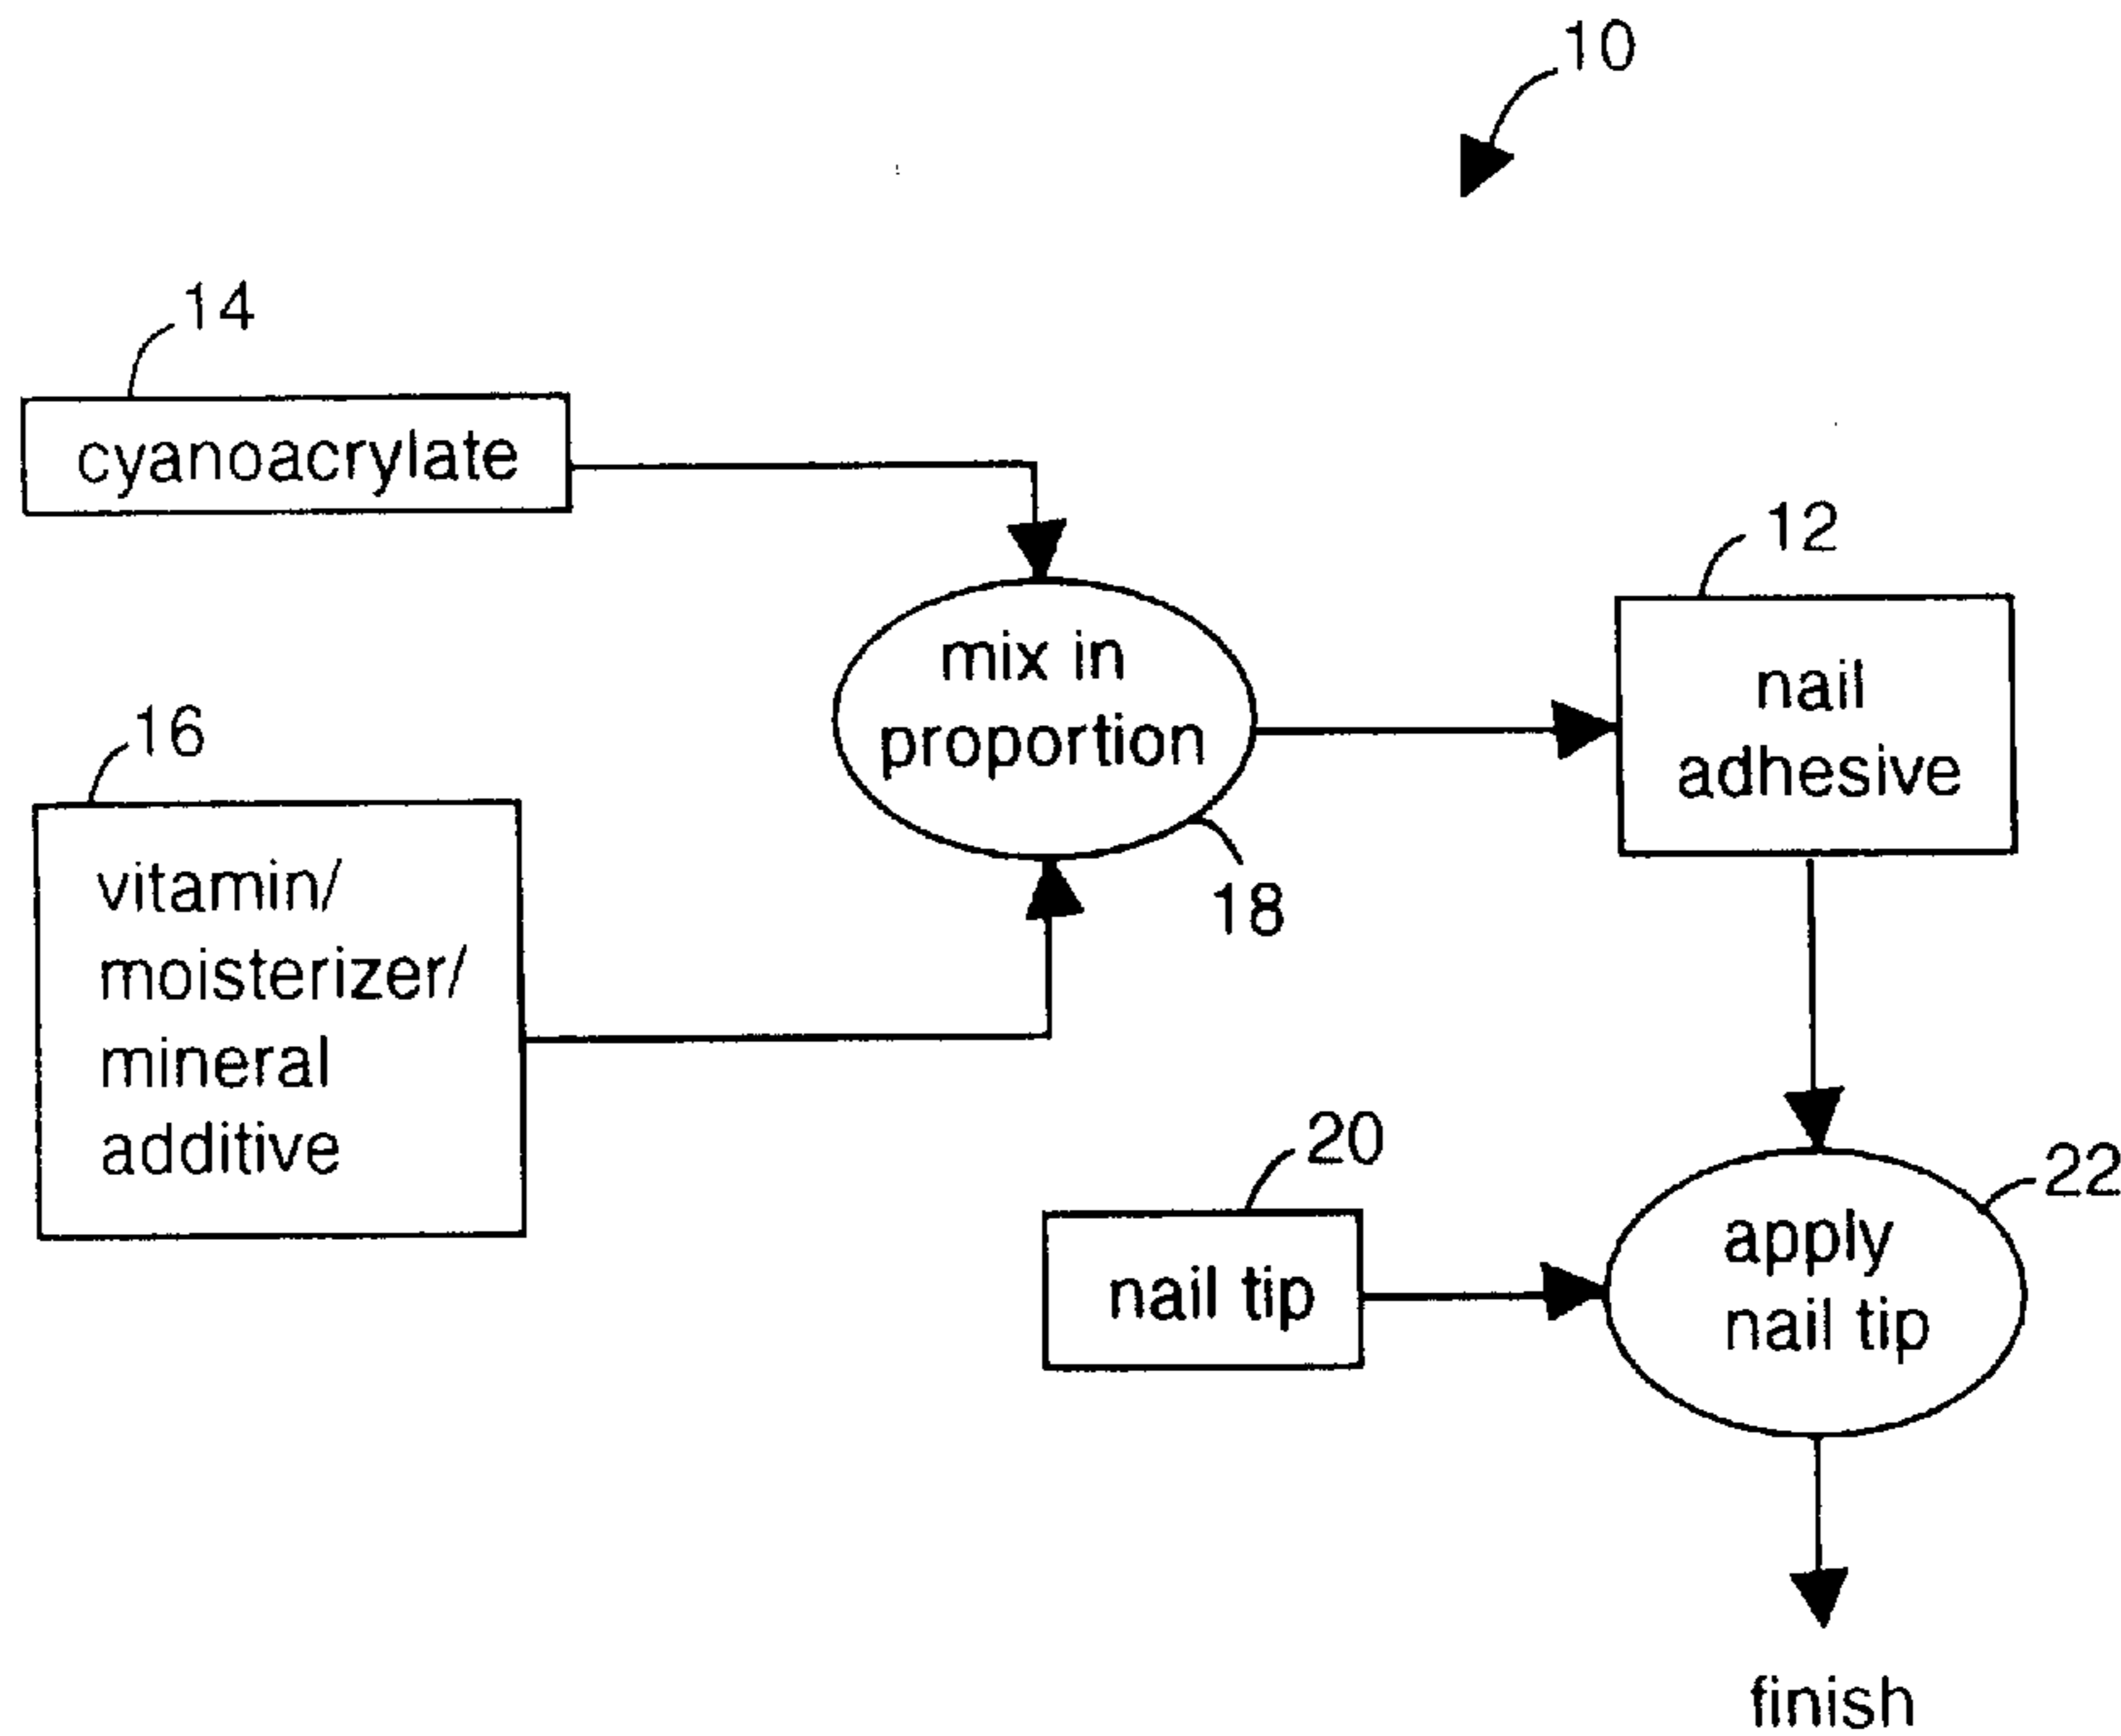 10
14
cyanoacrylate
12
mix in
proportion
nail
adhesive
16
18
vitamin/
moisterizer/
mineral
additive
20
22
nail tip
apply
nail tip
finish